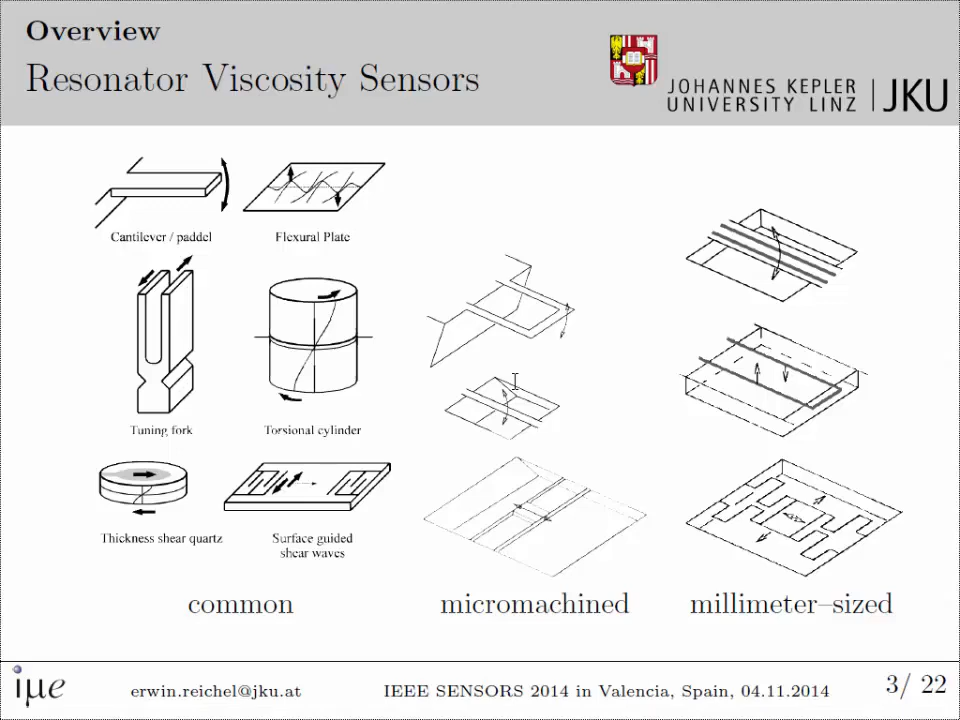 Overview
Resonator Viscosity Sensors
JOHANNES KEPLER
UNIVERSITY LINZ
JKU
Cantilever / paddel
Flexural Plate
Tuning fork
Torsional cylinder
Thickness shear quartz
Surface guided
shear waves
common
micromachined
millimeter–sized
iμe
erwin.reichel@jku.at
IEEE SENSORS 2014 in Valencia, Spain, 04.11.2014
3/ 22